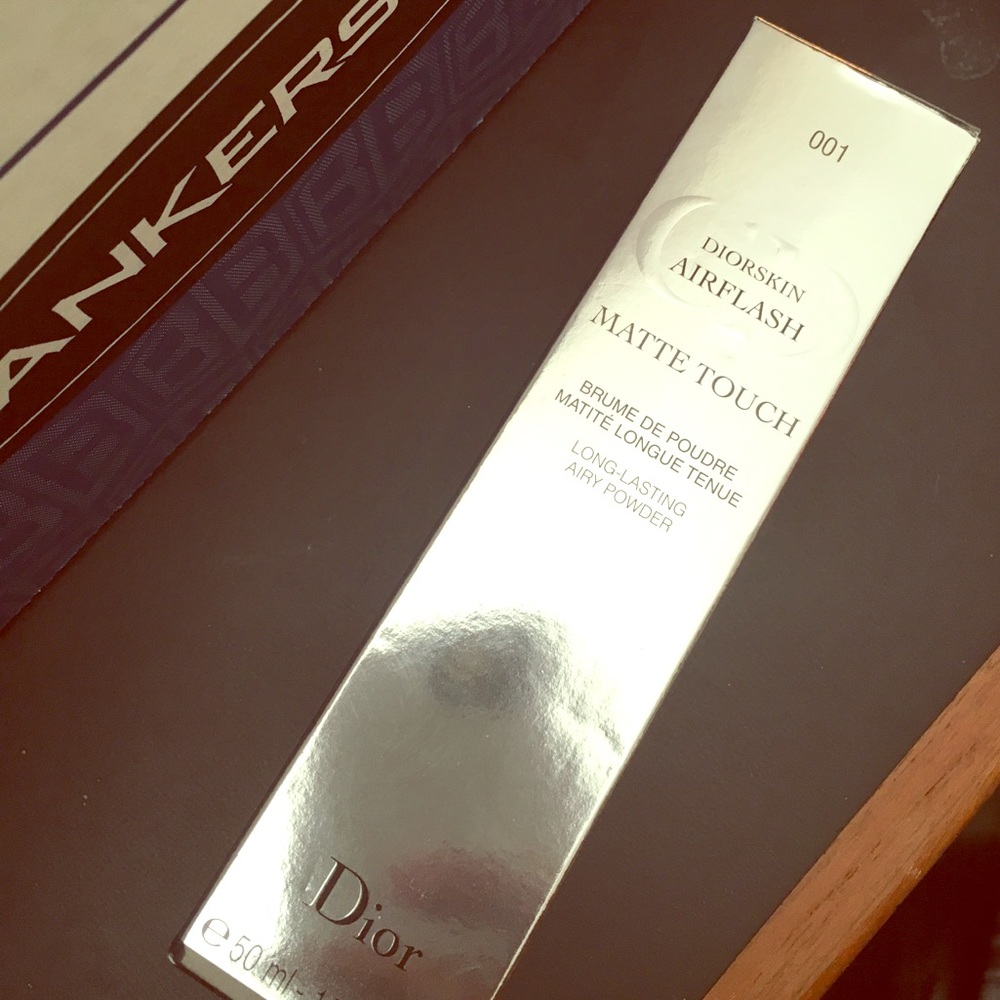 ANKERS
001
DIORSKIN
AIRFLASH
MATTE TOUCH
BRUME DE POUDRE
MATITÉ LONGUE TENUE
LONG-LASTING
AIRY POWDER
Dior
℮ 50 ml -